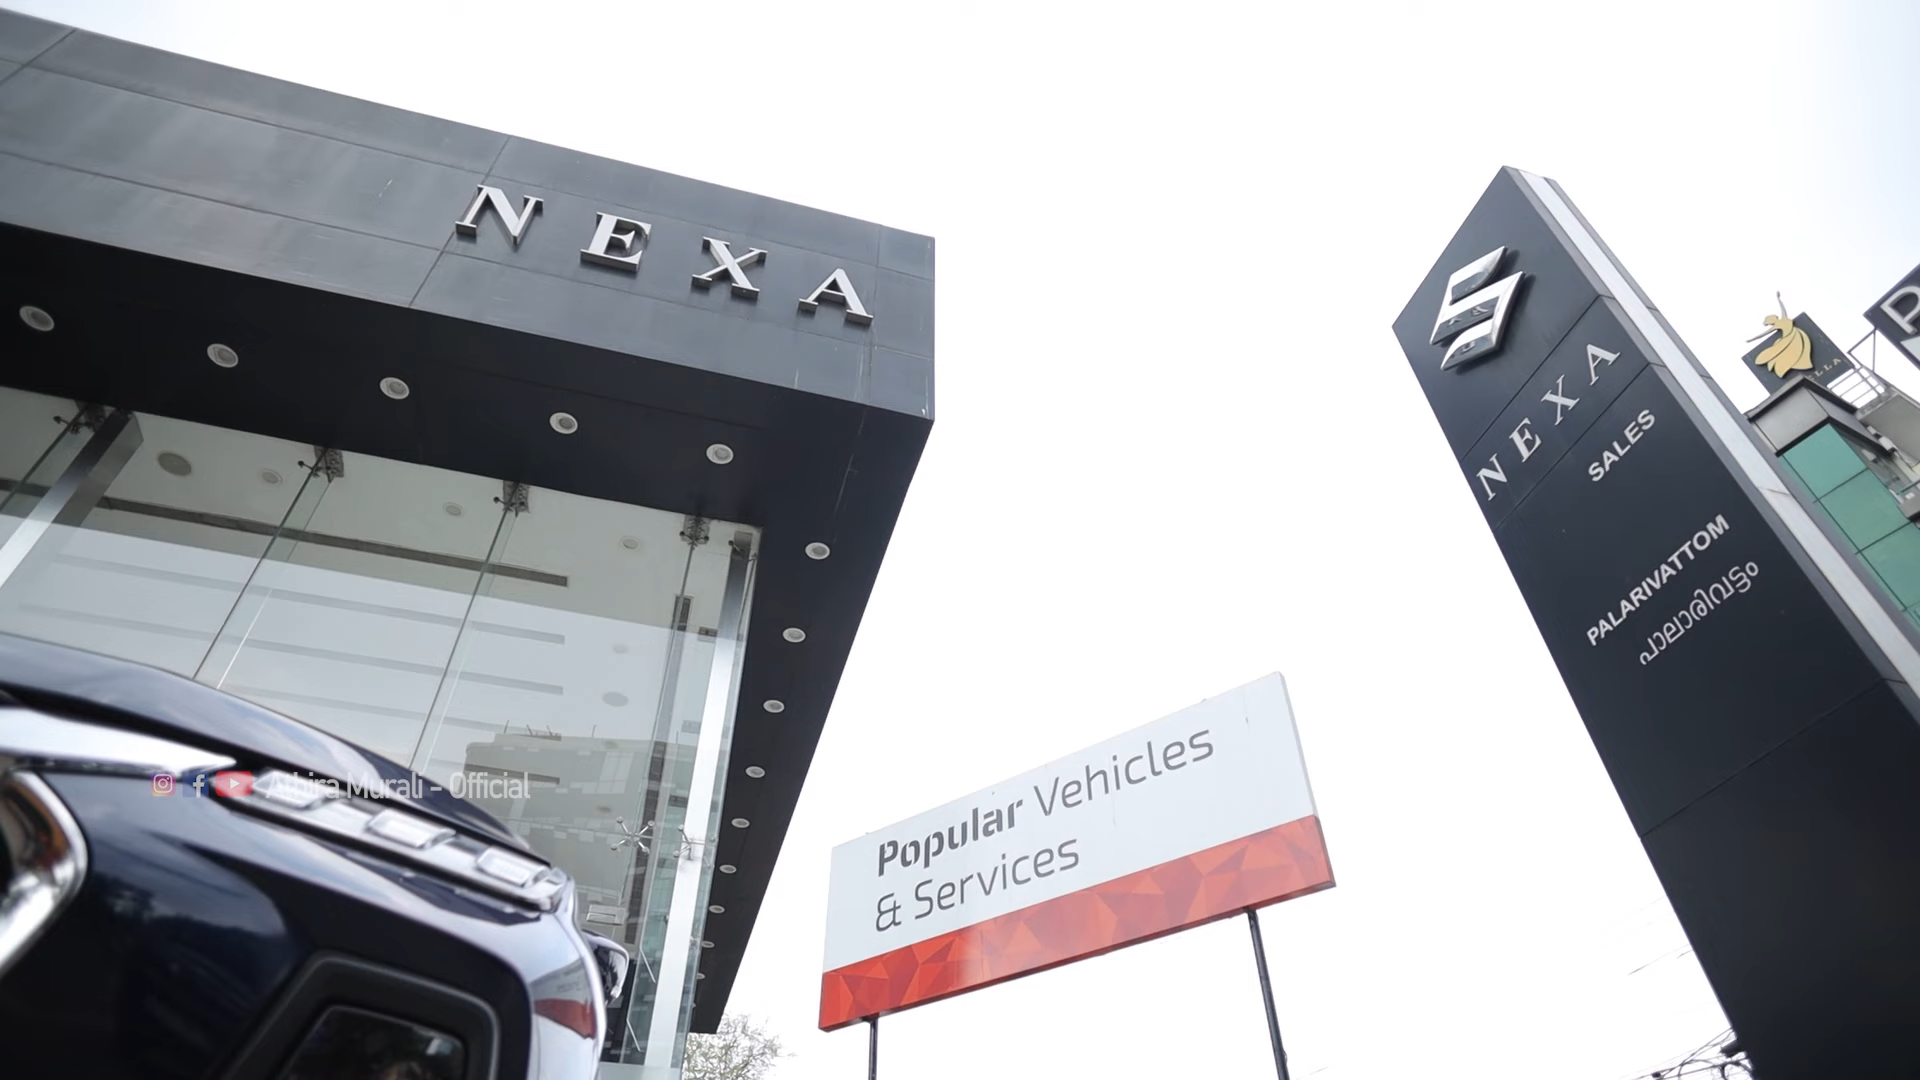 NEXA
NEXA
SALES
PALARIVATTOM
പാലാരിവട്ടം
Popular Vehicles
& Services
Athira Murali - Official